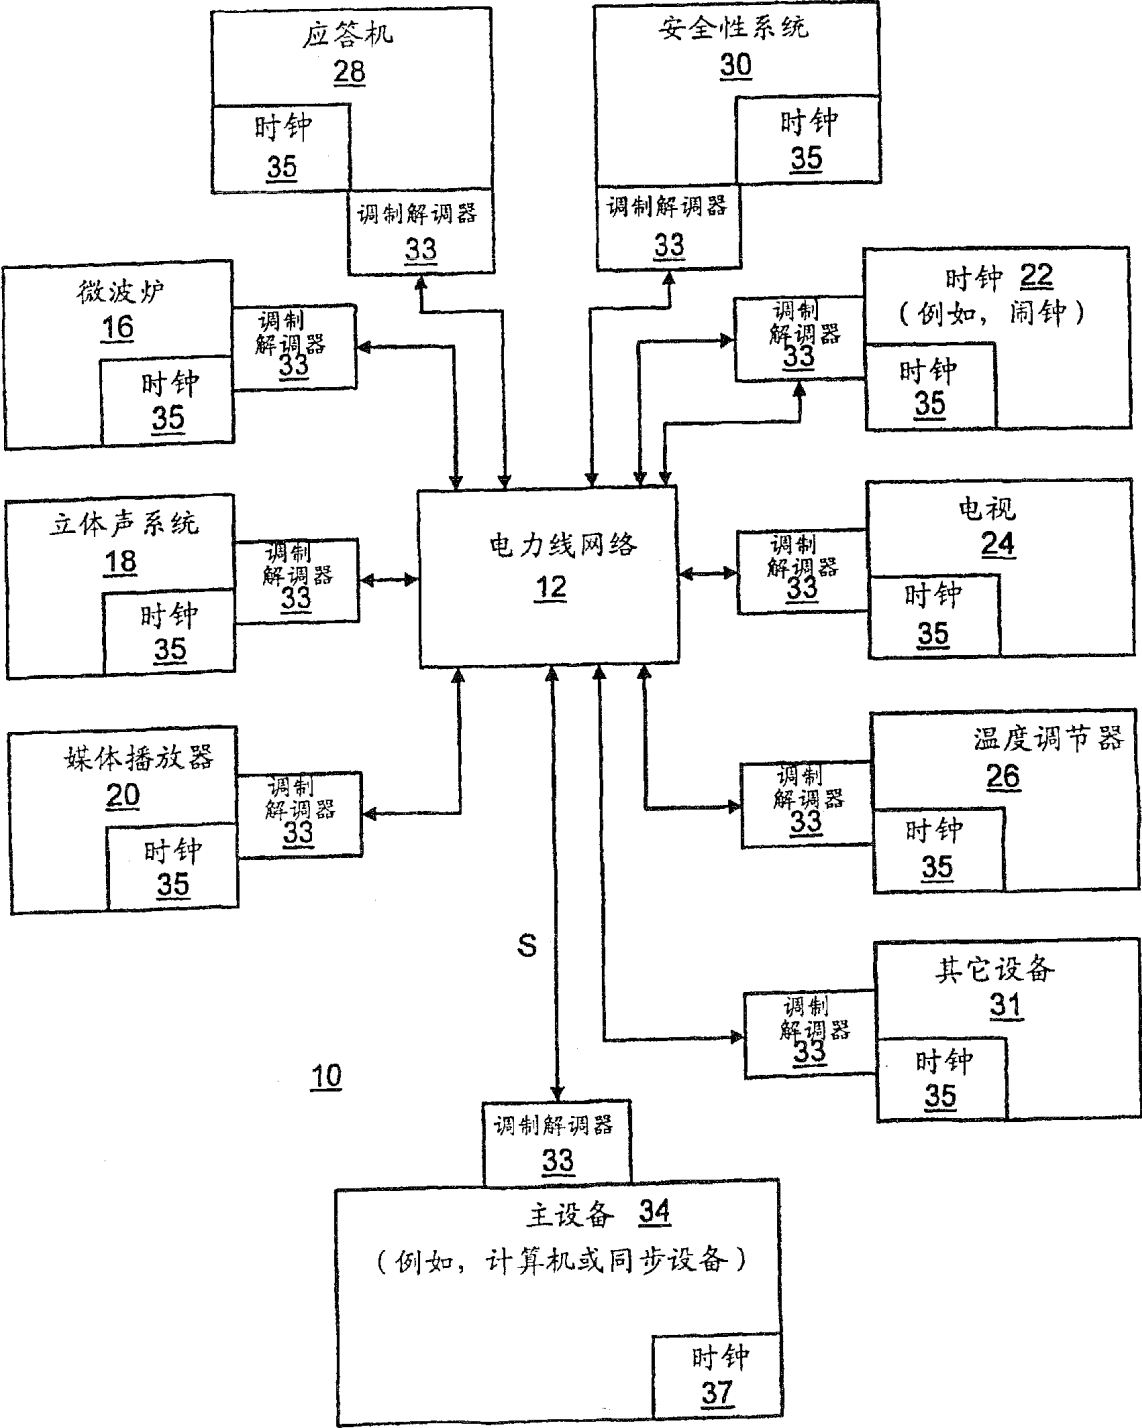 应答机
28
时钟
35
调制解调器
33
安全性系统
30
时钟
35
调制解调器
33
微波炉
16
时钟
35
调制
解调器
33
时钟 22
（例如，闹钟）
调制
解调器
33
时钟
35
立体声系统
18
时钟
35
调制
解调器
33
电力线网络
12
电视
24
调制
解调器
33
时钟
35
媒体播放器
20
时钟
35
调制
解调器
33
温度调节器
26
调制
解调器
33
时钟
35
S
其它设备
31
调制
解调器
33
时钟
35
10
调制解调器
33
主设备 34
（例如，计算机或同步设备）
时钟
37